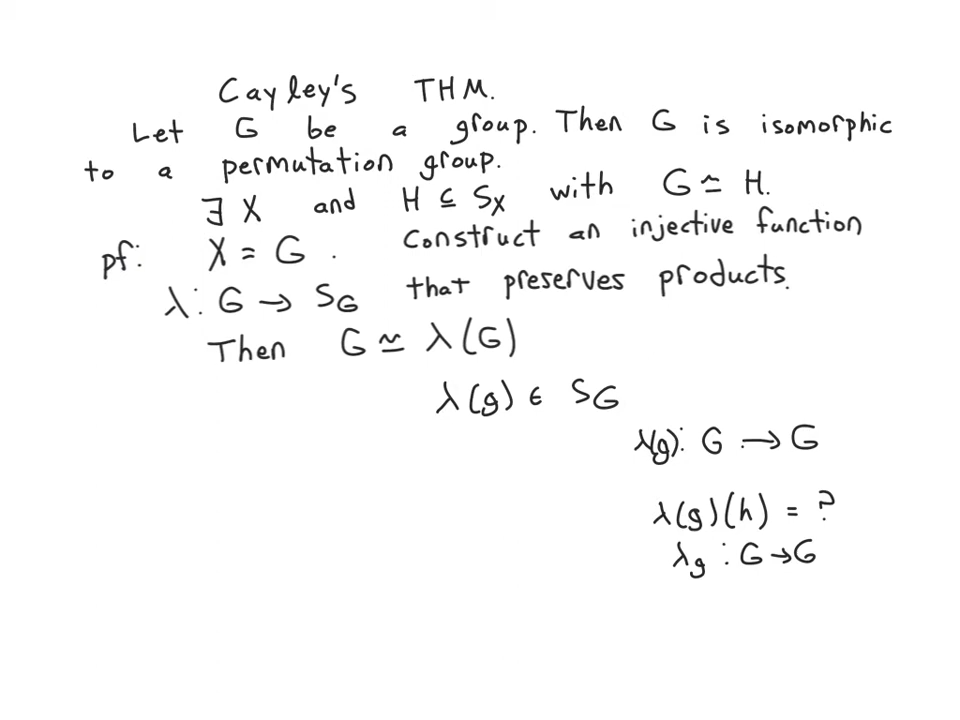 Cayley's THM.
Let G be a group. Then G is isomorphic
to a permutation group.
∃ X and H ⊆ S_X with G ≃ H.
pf: X = G . Construct an injective function
λ: G → S_G that preserves products.
Then G ≃ λ(G)
λ(g) ∈ S_G
λ(g): G → G
λ(g)(h) = ?
λ_g : G → G